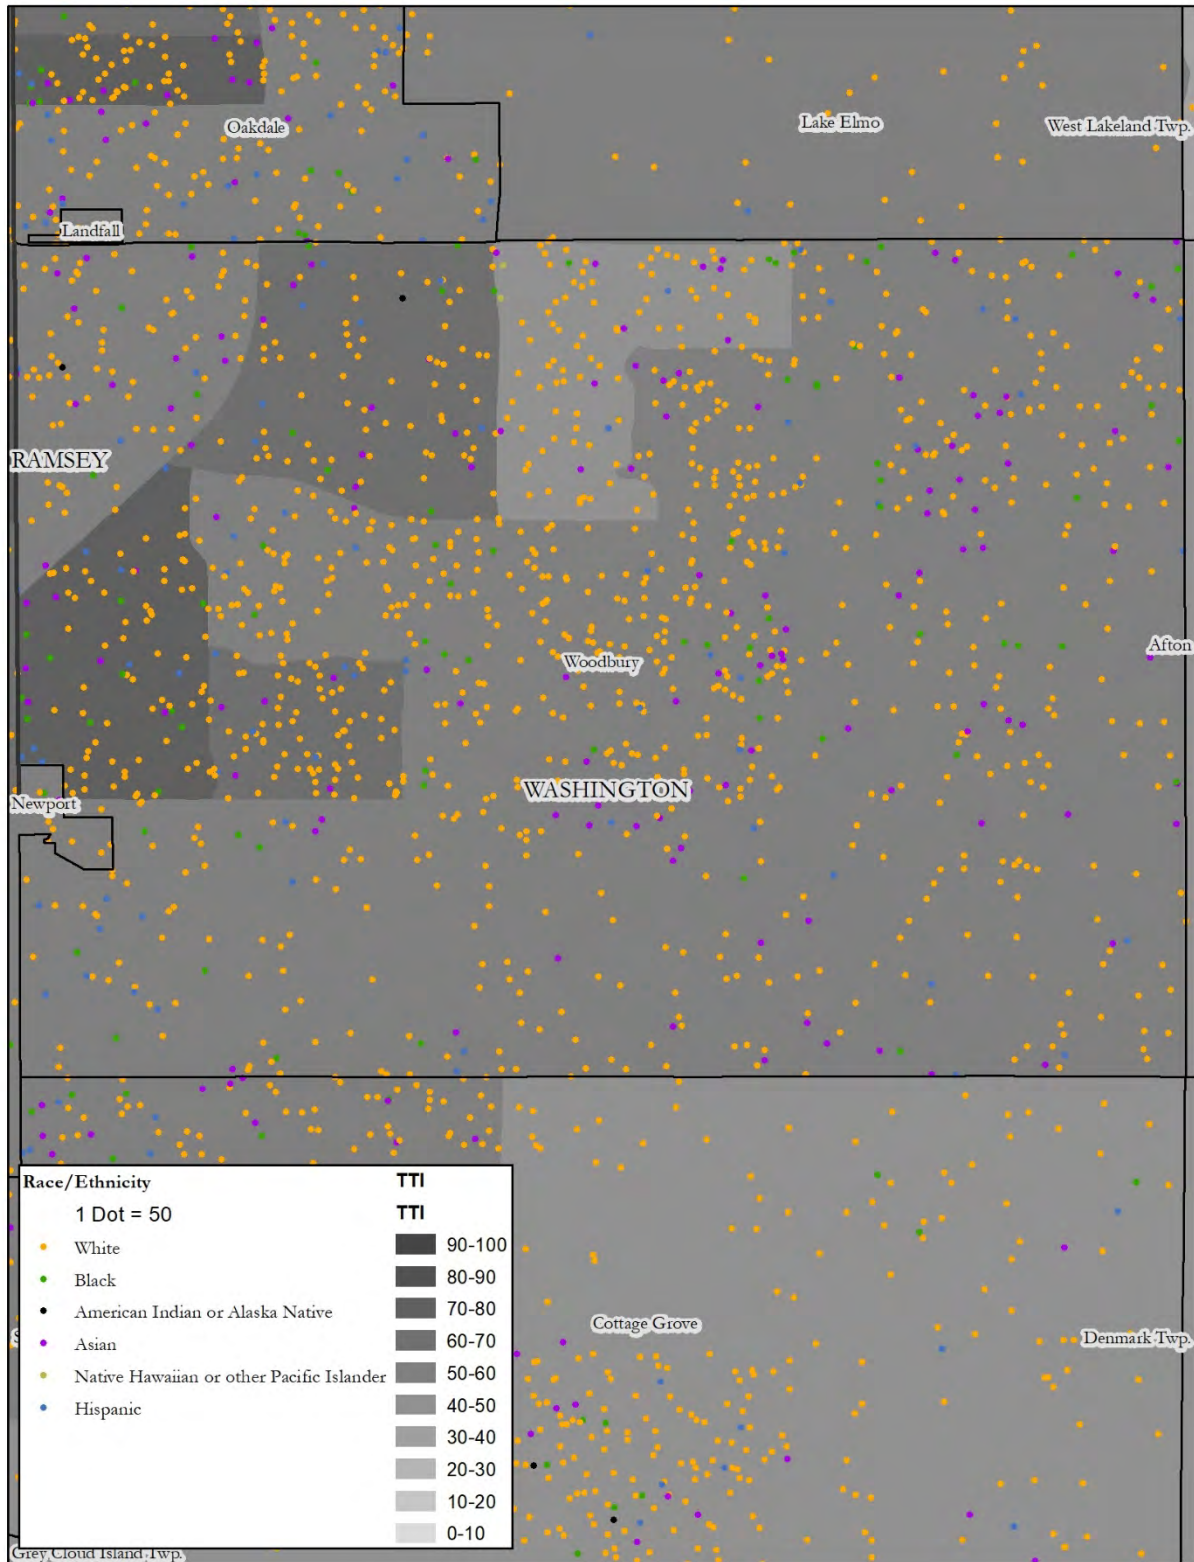 Oakdale
Lake Elmo
West Lakeland Twp.
Landfall
RAMSEY
Woodbury
Afton
WASHINGTON
Newport
Race/Ethnicity
TTI
1 Dot = 50
TTI
White
90-100
Black
80-90
American Indian or Alaska Native
70-80
Asian
60-70
Native Hawaiian or other Pacific Islander
50-60
Hispanic
40-50
30-40
20-30
10-20
0-10
Cottage Grove
Denmark Twp.
Grey Cloud Island Twp.